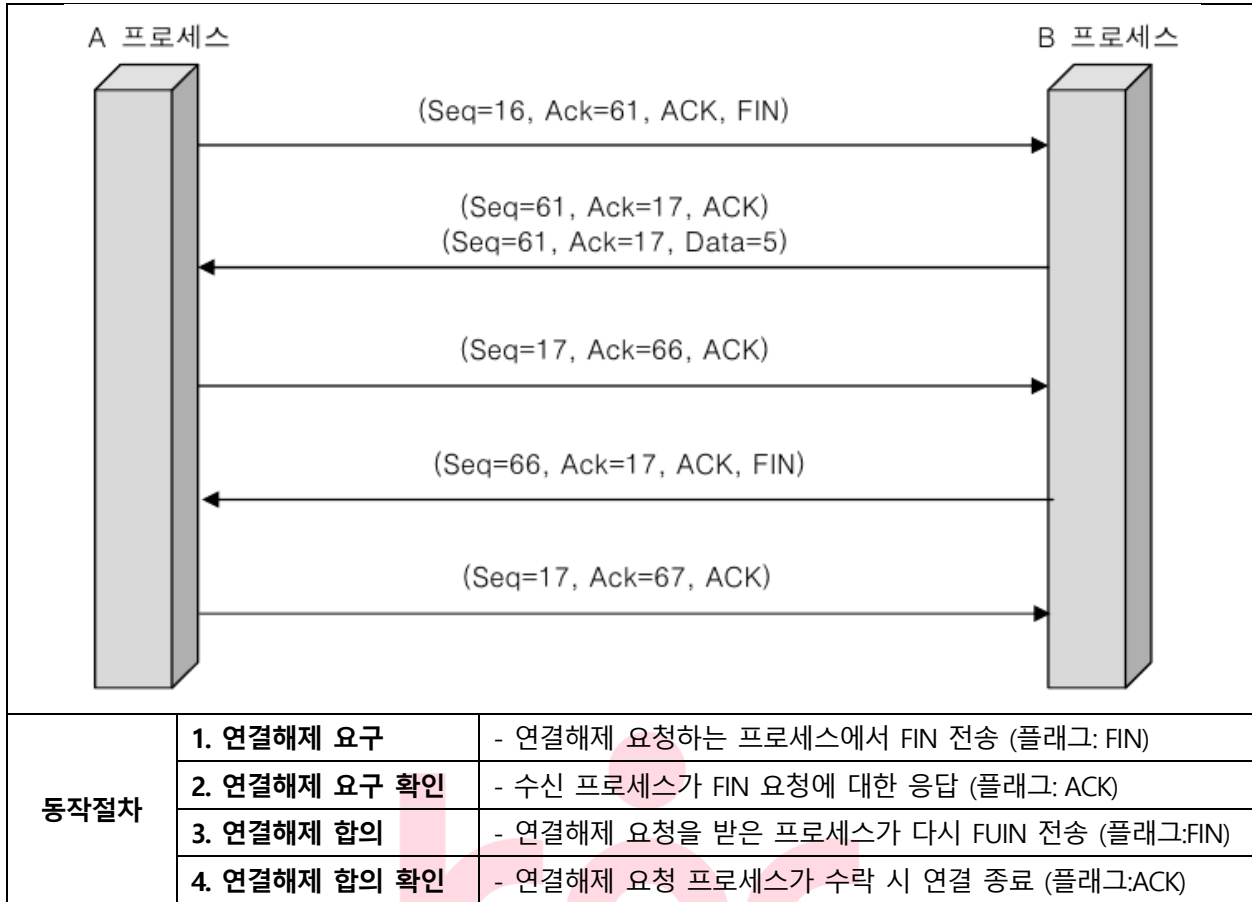 A 프로세스
B 프로세스
(Seq=16, Ack=61, ACK, FIN)
(Seq=61, Ack=17, ACK)
(Seq=61, Ack=17, Data=5)
(Seq=17, Ack=66, ACK)
(Seq=66, Ack=17, ACK, FIN)
(Seq=17, Ack=67, ACK)
동작절차
1. 연결해제 요구
- 연결해제 요청하는 프로세스에서 FIN 전송 (플래그: FIN)
2. 연결해제 요구 확인
- 수신 프로세스가 FIN 요청에 대한 응답 (플래그: ACK)
3. 연결해제 합의
- 연결해제 요청을 받은 프로세스가 다시 FUIN 전송 (플래그:FIN)
4. 연결해제 합의 확인
- 연결해제 요청 프로세스가 수락 시 연결 종료 (플래그:ACK)